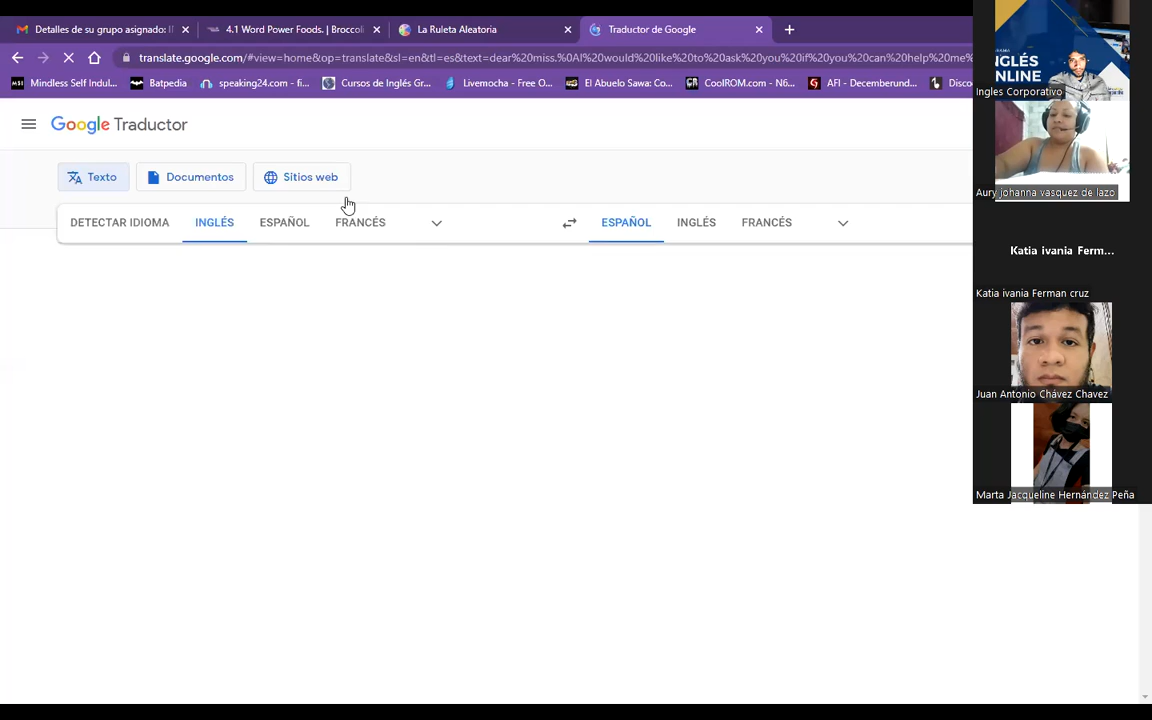 Detalles de su grupo asignado: I
4.1 Word Power Foods. | Broccoli
La Ruleta Aleatoria
Traductor de Google
translate.google.com/#view=home&op=translate&sl=en&tl=es&text=dear%20miss.%0AI%20would%20like%20to%20ask%20you%20if%20you%20can%20help%20me
Mindless Self Indul...
Batpedia
speaking24.com - fi...
Cursos de Inglés Gr...
Livemocha - Free O...
El Abuelo Sawa: Co...
CoolROM.com - N6...
AFI - Decemberund...
Disco
Google Traductor
Texto
Documentos
Sitios web
DETECTAR IDIOMA
INGLÉS
ESPAÑOL
FRANCÉS
ESPAÑOL
INGLÉS
FRANCÉS
NGLÉS
ONLINE
Ingles Corporativo
Aury johanna vasquez de lazo
Katia ivania Ferm...
Katia ivania Ferman cruz
Juan Antonio Chávez Chavez
Marta Jacqueline Hernández Peña